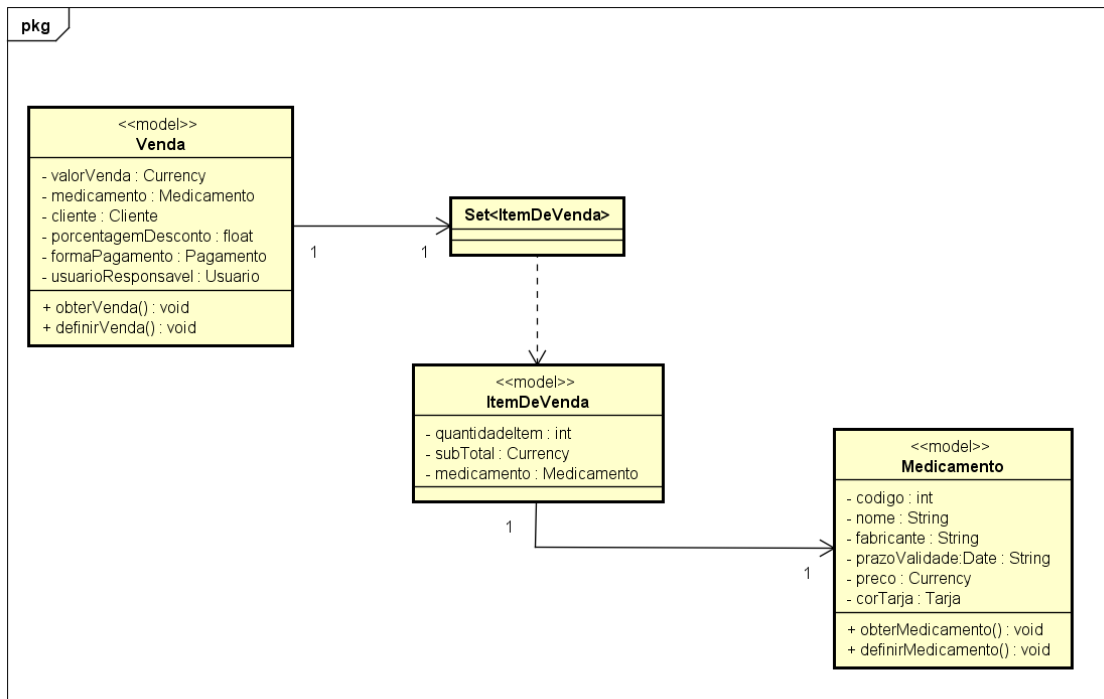 pkg
<<model>>
Venda
- valorVenda : Currency
- medicamento : Medicamento
- cliente : Cliente
- porcentagemDesconto : float
- formaPagamento : Pagamento
- usuarioResponsavel : Usuario
+ obterVenda() : void
+ definirVenda() : void
1
1
Set<ItemDeVenda>
<<model>>
ItemDeVenda
- quantidadeItem : int
- subTotal : Currency
- medicamento : Medicamento
1
1
<<model>>
Medicamento
- codigo : int
- nome : String
- fabricante : String
- prazoValidade:Date : String
- preco : Currency
- corTarja : Tarja
+ obterMedicamento() : void
+ definirMedicamento() : void